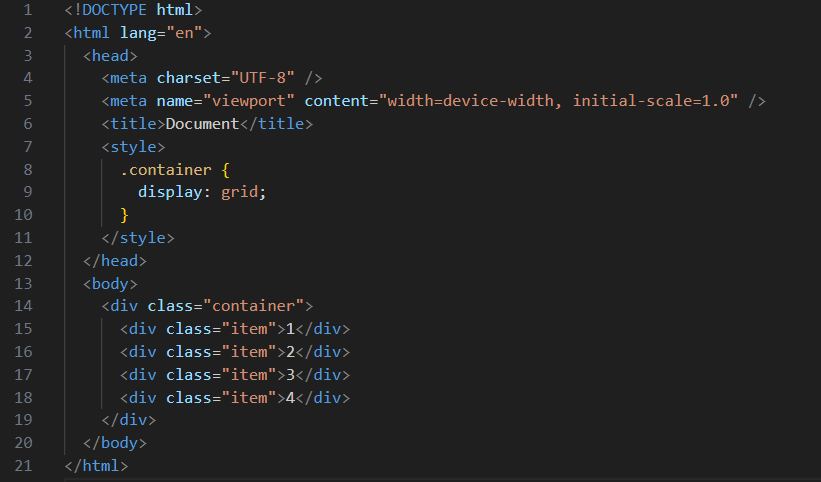 1 <!DOCTYPE html>
2 <html lang="en">
3   <head>
4     <meta charset="UTF-8" />
5     <meta name="viewport" content="width=device-width, initial-scale=1.0" />
6     <title>Document</title>
7     <style>
8       .container {
9         display: grid;
10       }
11     </style>
12   </head>
13   <body>
14     <div class="container">
15       <div class="item">1</div>
16       <div class="item">2</div>
17       <div class="item">3</div>
18       <div class="item">4</div>
19     </div>
20   </body>
21 </html>